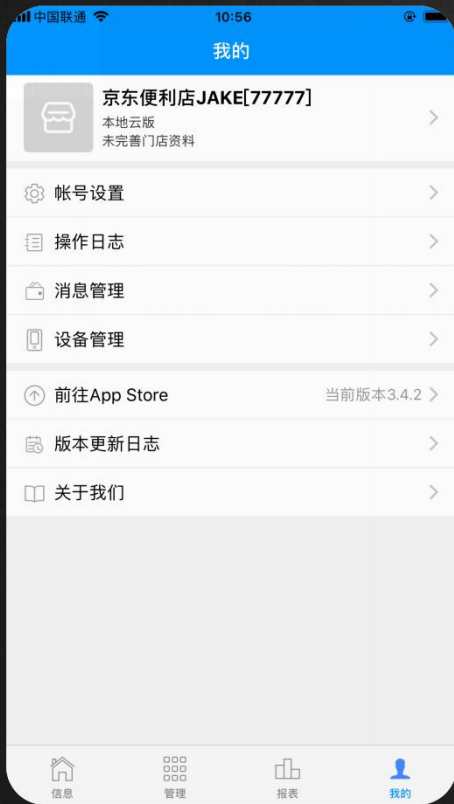 中国联通
10:56
我的
京东便利店JAKE[77777]
本地云版
未完善门店资料
帐号设置
操作日志
消息管理
设备管理
前往App Store 当前版本3.4.2
版本更新日志
关于我们
信息 管理 报表 我的